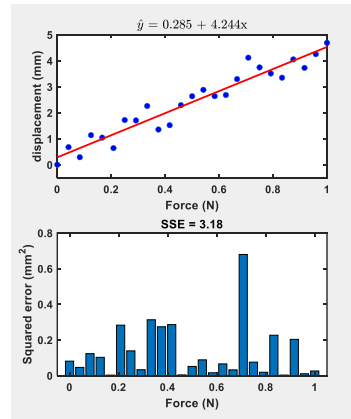 ŷ = 0.285 + 4.244x
5
4
3
2
1
0
displacement (mm)
0 0.2 0.4 0.6 0.8 1
Force (N)
SSE = 3.18
0.8
0.6
0.4
0.2
0
Squared error (mm²)
0 0.2 0.4 0.6 0.8 1
Force (N)